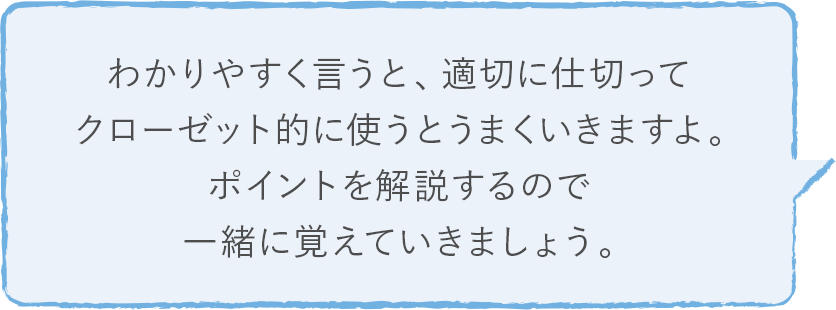 わかりやすく言うと、適切に仕切って
クローゼット的に使うとうまくいきますよ。
ポイントを解説するので
一緒に覚えていきましょう。